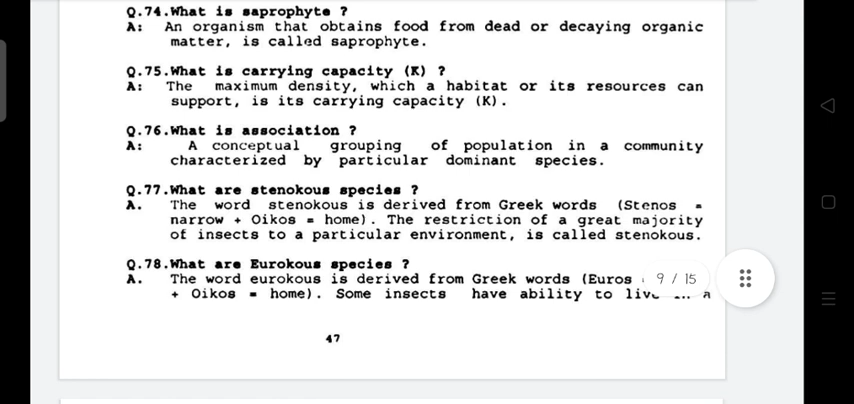 Q.74.What is saprophyte ?
A: An organism that obtains food from dead or decaying organic
matter, is called saprophyte.
Q.75.What is carrying capacity (K) ?
A: The maximum density, which a habitat or its resources can
support, is its carrying capacity (K).
Q.76.What is association ?
A: A conceptual grouping of population in a community
characterized by particular dominant species.
Q.77.What are stenokous species ?
A. The word stenokous is derived from Greek words (Stenos =
narrow + Oikos = home). The restriction of a great majority
of insects to a particular environment, is called stenokous.
Q.78.What are Eurokous species ?
A. The word eurokous is derived from Greek words (Euros
+ Oikos = home). Some insects have ability to a
9 / 15
47